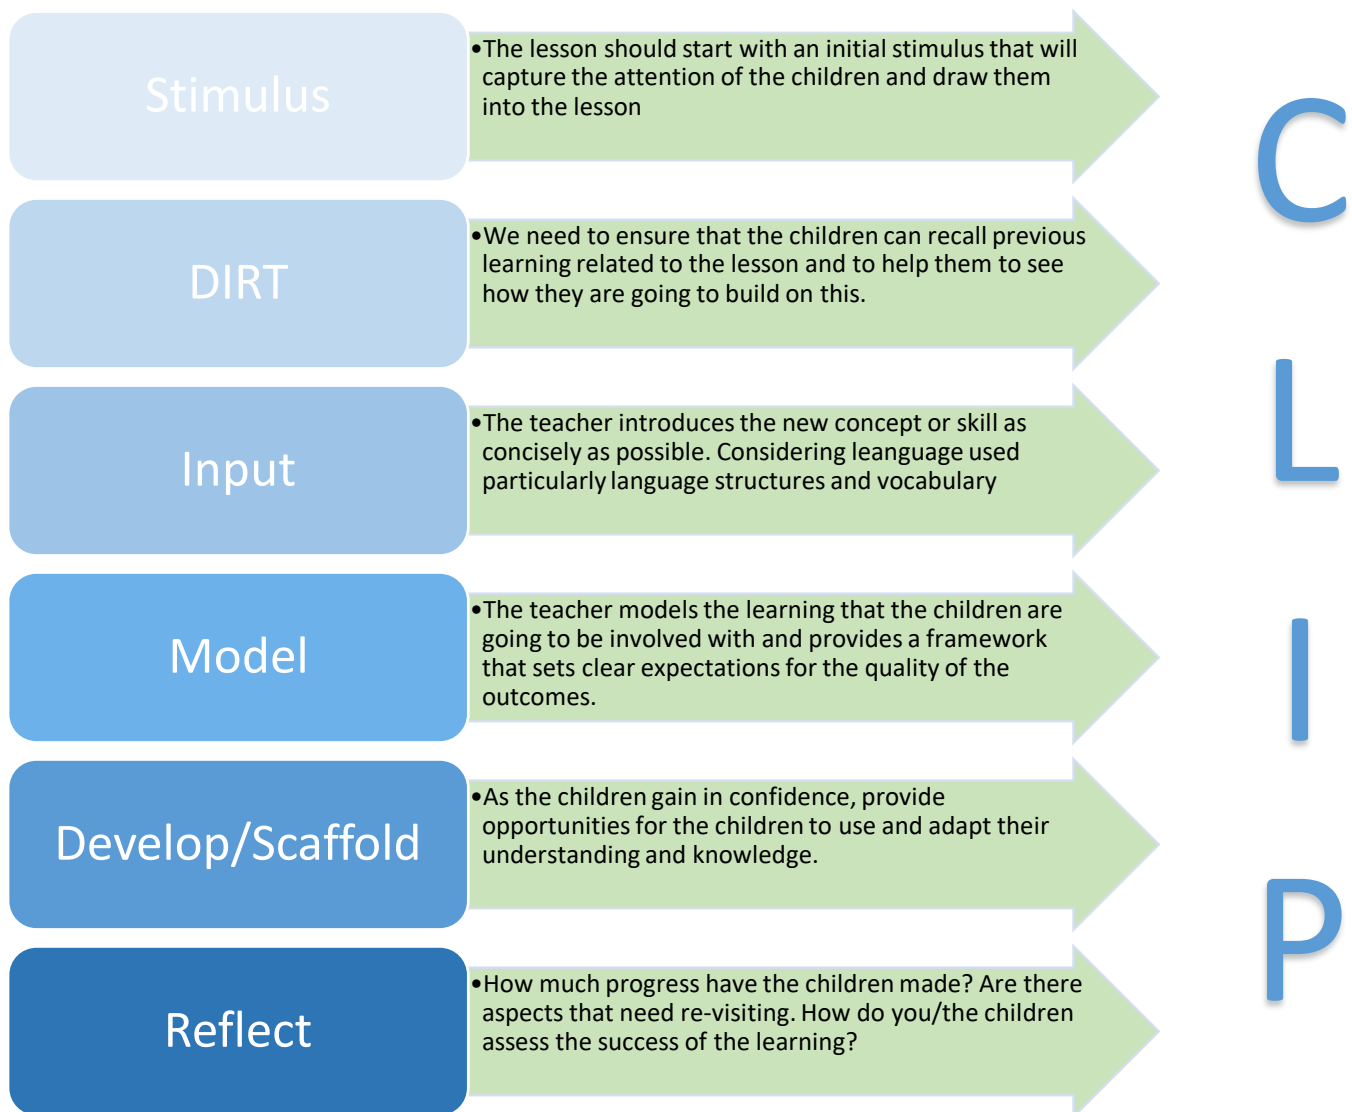 Stimulus
•The lesson should start with an initial stimulus that will
capture the attention of the children and draw them
into the lesson
DIRT
•We need to ensure that the children can recall previous
learning related to the lesson and to help them to see
how they are going to build on this.
Input
•The teacher introduces the new concept or skill as
concisely as possible. Considering leanguage used
particularly language structures and vocabulary
Model
•The teacher models the learning that the children are
going to be involved with and provides a framework
that sets clear expectations for the quality of the
outcomes.
Develop/Scaffold
•As the children gain in confidence, provide
opportunities for the children to use and adapt their
understanding and knowledge.
Reflect
•How much progress have the children made? Are there
aspects that need re-visiting. How do you/the children
assess the success of the learning?
C
L
I
P